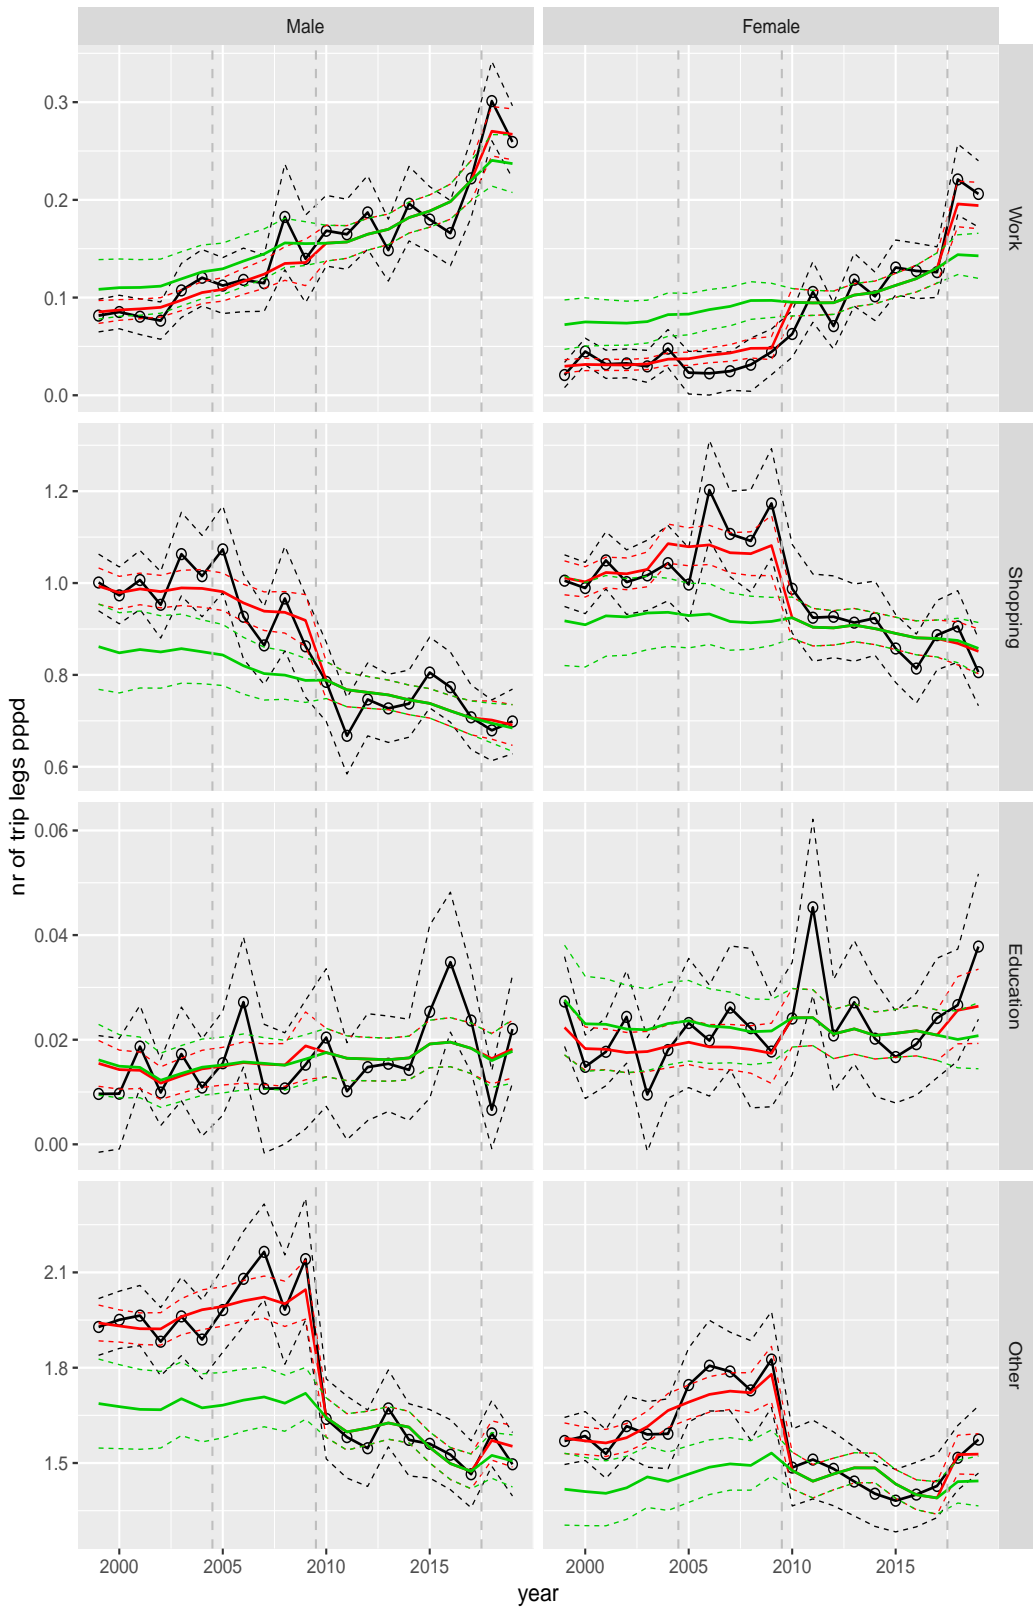 Male
Female
0.3
0.2
0.1
0.0
Work
1.2
1.0
0.8
0.6
Shopping
nr of trip legs pppd
0.06
0.04
0.02
0.00
Education
2.1
1.8
1.5
Other
2000 2005 2010 2015 2000 2005 2010 2015
year